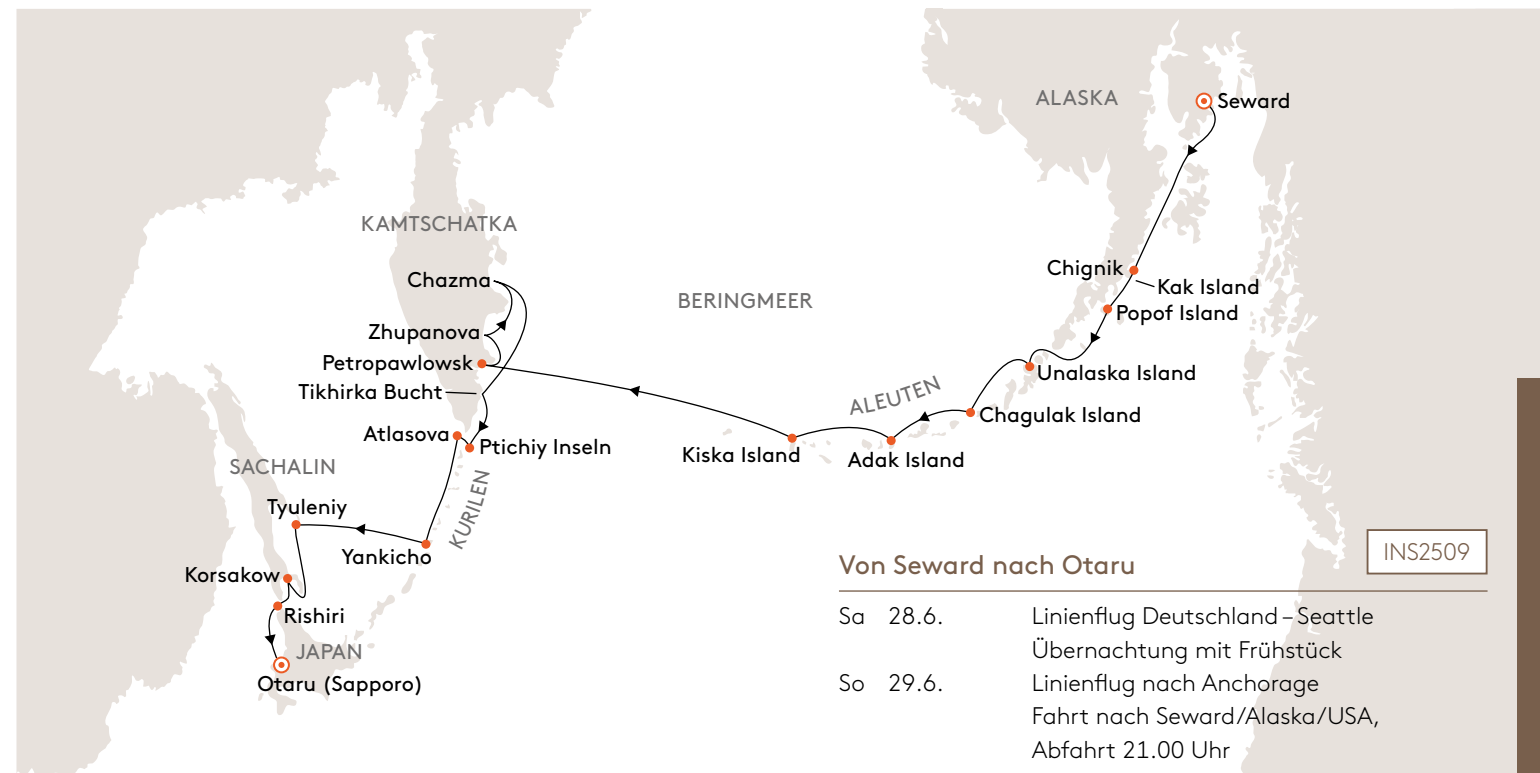 ALASKA
Seward
KAMTSCHATKA
Chazma
Chignik
Kak Island
BERINGMEER
Popof Island
Zhupanova
Petropawlowsk
Unalaska Island
Tikhirka Bucht
ALEUTEN
Chagulak Island
Atlasova
Ptichiy Inseln
Kiska Island
Adak Island
SACHALIN
KURILEN
Tyuleniy
Yankicho
Korsakow
Rishiri
JAPAN
Otaru (Sapporo)
Von Seward nach Otaru
INS2509
Sa 28.6. Linienflug Deutschland – Seattle
Übernachtung mit Frühstück
So 29.6. Linienflug nach Anchorage
Fahrt nach Seward/Alaska/USA,
Abfahrt 21.00 Uhr